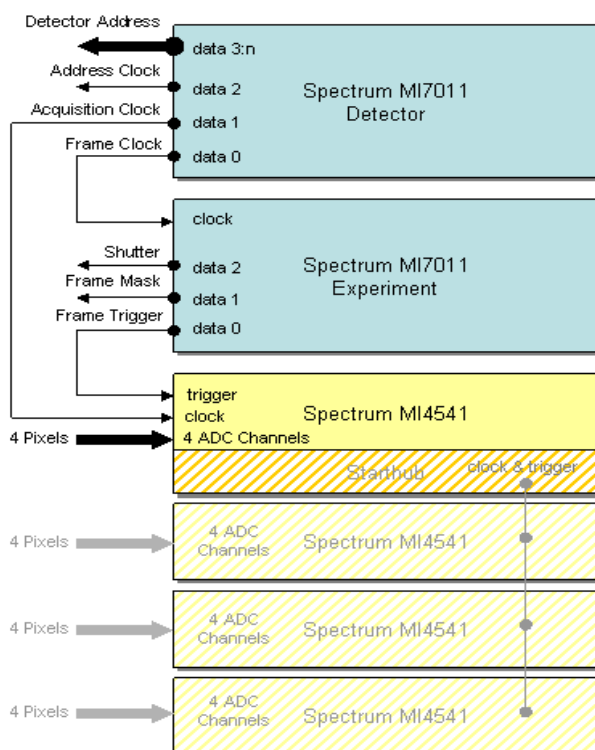 Detector Address
data 3:n
Address Clock
data 2
Acquisition Clock
data 1
Frame Clock
data 0
Spectrum MI7011
Detector
clock
Shutter
data 2
Frame Mask
data 1
Frame Trigger
data 0
Spectrum MI7011
Experiment
trigger
clock
4 Pixels
4 ADC Channels
Spectrum MI4541
Starthub
clock & trigger
4 Pixels
4 ADC
Channels
Spectrum MI4541
4 Pixels
4 ADC
Channels
Spectrum MI4541
4 Pixels
4 ADC
Channels
Spectrum MI4541